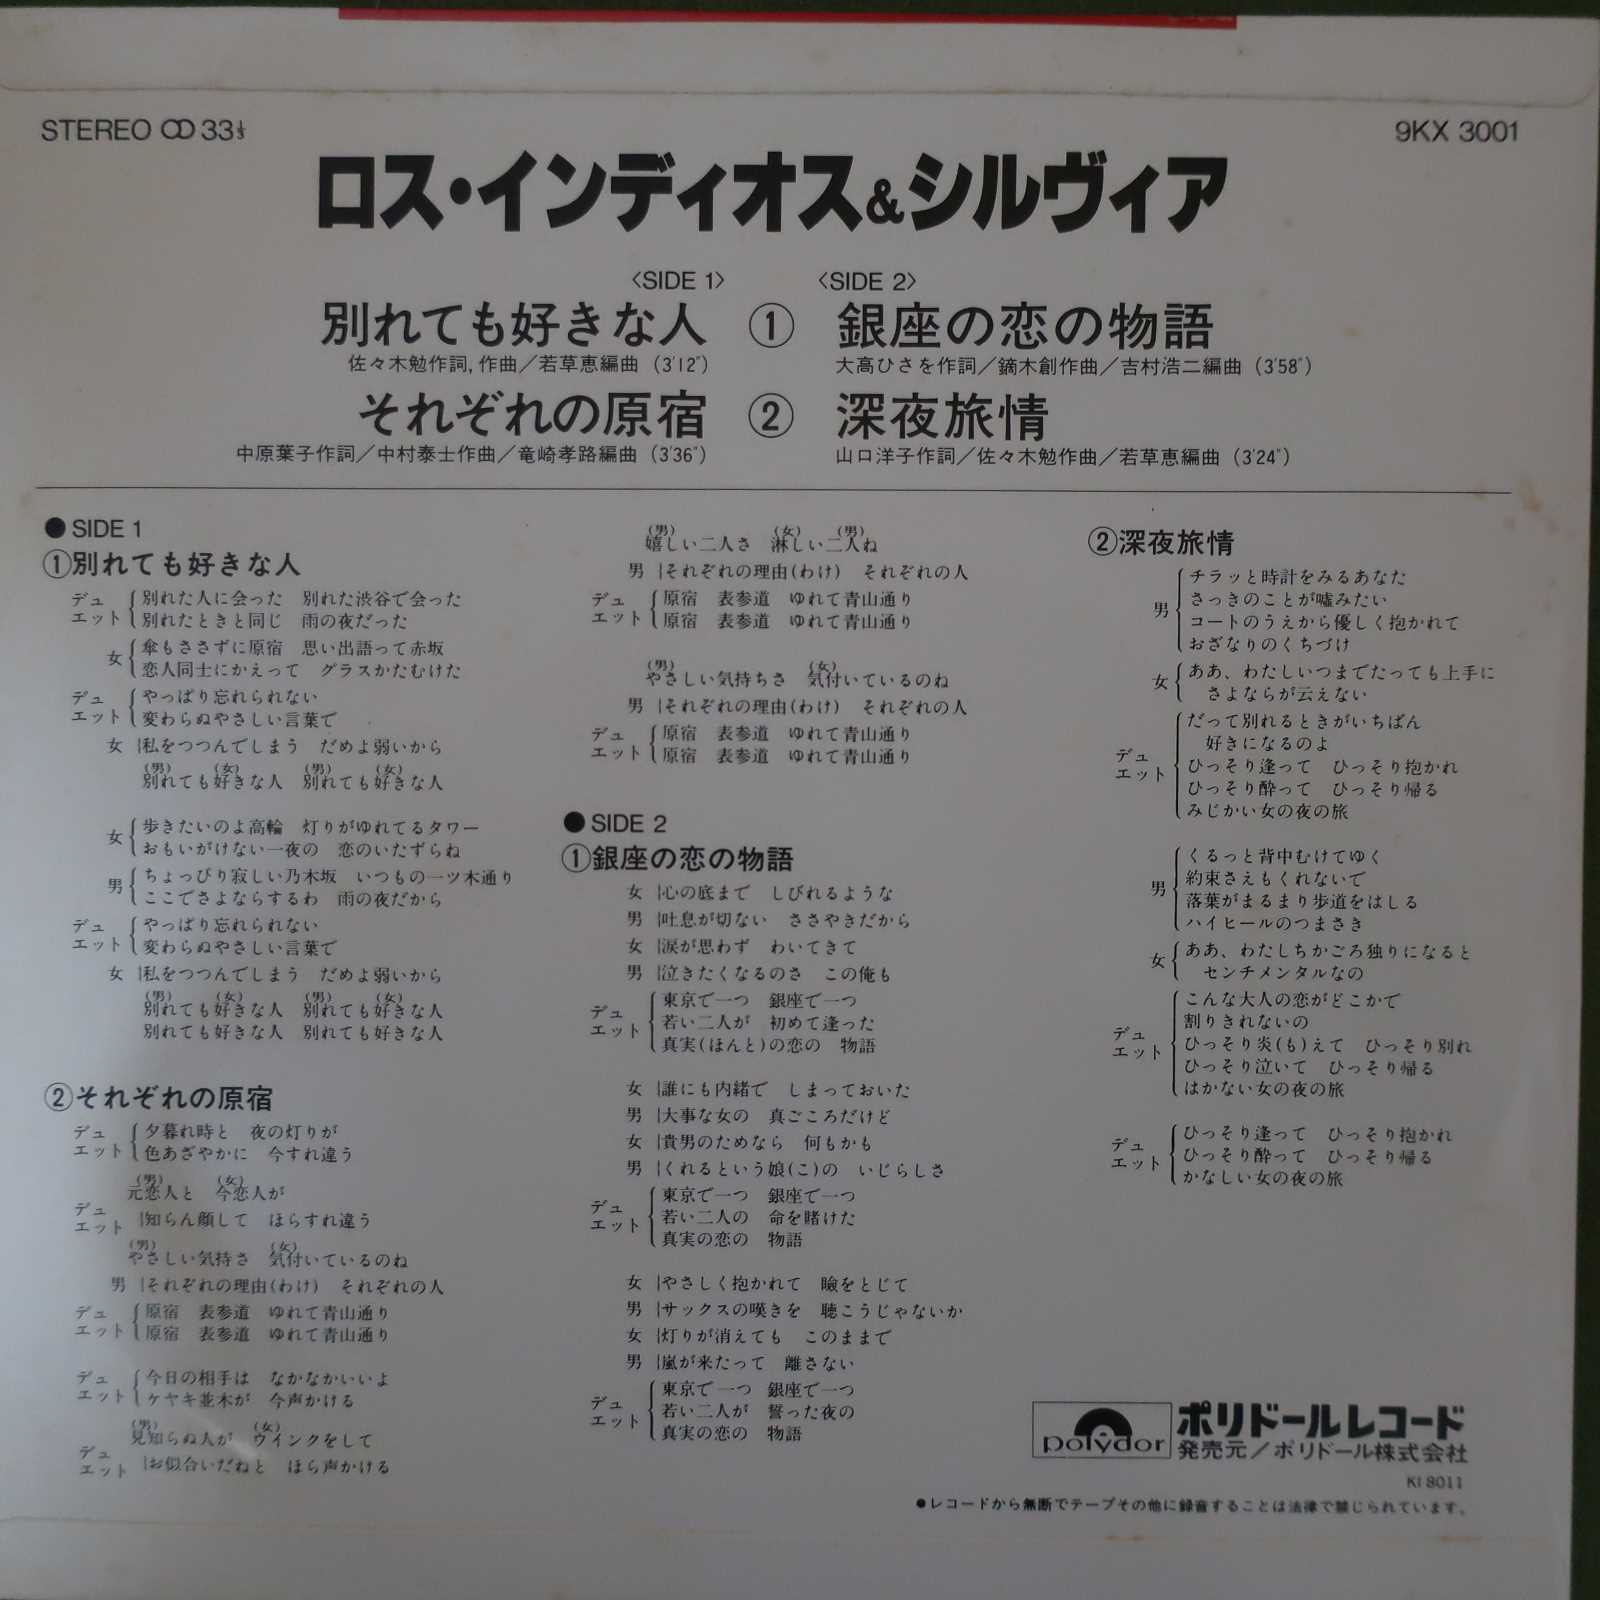 STEREO 33⅓
9KX 3001
ロス・インディオス&シルヴィア
〈SIDE 1〉
〈SIDE 2〉
別れても好きな人 ① 銀座の恋の物語
佐々木勉作詞,作曲/若草恵編曲(3'12")
大高ひさを作詞/鏑木創作曲/吉村浩二編曲(3'58")
それぞれの原宿 ② 深夜旅情
中原葉子作詞/中村泰士作曲/竜崎孝路編曲(3'36")
山口洋子作詞/佐々木勉作曲/若草恵編曲(3'24")
●SIDE 1
①別れても好きな人
デュエット 別れた人に会った 別れた渋谷で会った
別れたときと同じ 雨の夜だった
女 傘もささずに原宿 思い出語って赤坂
恋人同士にかえって グラスかたむけた
デュエット やっぱり忘れられない
変わらぬやさしい言葉で
女 私をつつんでしまう だめよ弱いから
(男) (女) (男) (女)
別れても好きな人 別れても好きな人
女 歩きたいのよ高輪 灯りがゆれてるタワー
おもいがけない一夜の 恋のいたずらね
男 ちょっぴり寂しい乃木坂 いつもの一ツ木通り
ここでさよならするわ 雨の夜だから
デュエット やっぱり忘れられない
変わらぬやさしい言葉で
女 私をつつんでしまう だめよ弱いから
(男) (女) (男) (女)
別れても好きな人 別れても好きな人
別れても好きな人 別れても好きな人
②それぞれの原宿
デュエット 夕暮れ時と 夜の灯りが
色あざやかに 今すれ違う
(男) (女)
元恋人と 今恋人が
デュエット 知らん顔して ほらすれ違う
(男) (女)
やさしい気持さ 気付いているのね
男 それぞれの理由(わけ) それぞれの人
デュエット 原宿 表参道 ゆれて青山通り
原宿 表参道 ゆれて青山通り
デュエット 今日の相手は なかなかいいよ
ケヤキ並木が 今声かける
(男) (女)
見知らぬ人が ウインクをして
デュエット お似合いだねと ほら声かける
(男) (女) (男)
嬉しい二人さ 淋しい二人ね
男 それぞれの理由(わけ) それぞれの人
デュエット 原宿 表参道 ゆれて青山通り
原宿 表参道 ゆれて青山通り
(男) (女)
やさしい気持ちさ 気付いているのね
男 それぞれの理由(わけ) それぞれの人
デュエット 原宿 表参道 ゆれて青山通り
原宿 表参道 ゆれて青山通り
●SIDE 2
①銀座の恋の物語
女 心の底まで しびれるような
男 吐息が切ない ささやきだから
女 涙が思わず わいてきて
男 泣きたくなるのさ この俺も
デュエット 東京で一つ 銀座で一つ
若い二人が 初めて逢った
真実(ほんと)の恋の 物語
女 誰にも内緒で しまっておいた
男 大事な女の 真ごころだけど
女 貴男のためなら 何もかも
男 くれるという娘(こ)の いじらしさ
デュエット 東京で一つ 銀座で一つ
若い二人の 命を賭けた
真実の恋の 物語
女 やさしく抱かれて 瞼をとじて
男 サックスの嘆きを 聴こうじゃないか
女 灯りが消えても このままで
男 嵐が来たって 離さない
デュエット 東京で一つ 銀座で一つ
若い二人が 誓った夜の
真実の恋の 物語
②深夜旅情
男 チラッと時計をみるあなた
さっきのことが嘘みたい
コートのうえから優しく抱かれて
おざなりのくちづけ
女 ああ、わたしいつまでたっても上手に
さよならが云えない
デュエット だって別れるときがいちばん
好きになるのよ
ひっそり逢って ひっそり抱かれ
ひっそり酔って ひっそり帰る
みじかい女の夜の旅
男 くるっと背中むけてゆく
約束さえもくれないで
落葉がまるまり歩道をはしる
ハイヒールのつまさき
女 ああ、わたしちかごろ独りになると
センチメンタルなの
デュエット こんな大人の恋がどこかで
割りきれないの
ひっそり炎(も)えて ひっそり別れ
ひっそり泣いて ひっそり帰る
はかない女の夜の旅
デュエット ひっそり逢って ひっそり抱かれ
ひっそり酔って ひっそり帰る
かなしい女の夜の旅
polydor
ポリドールレコード
発売元/ポリドール株式会社
KI 8011
●レコードから無断でテープその他に録音することは法律で禁じられています。